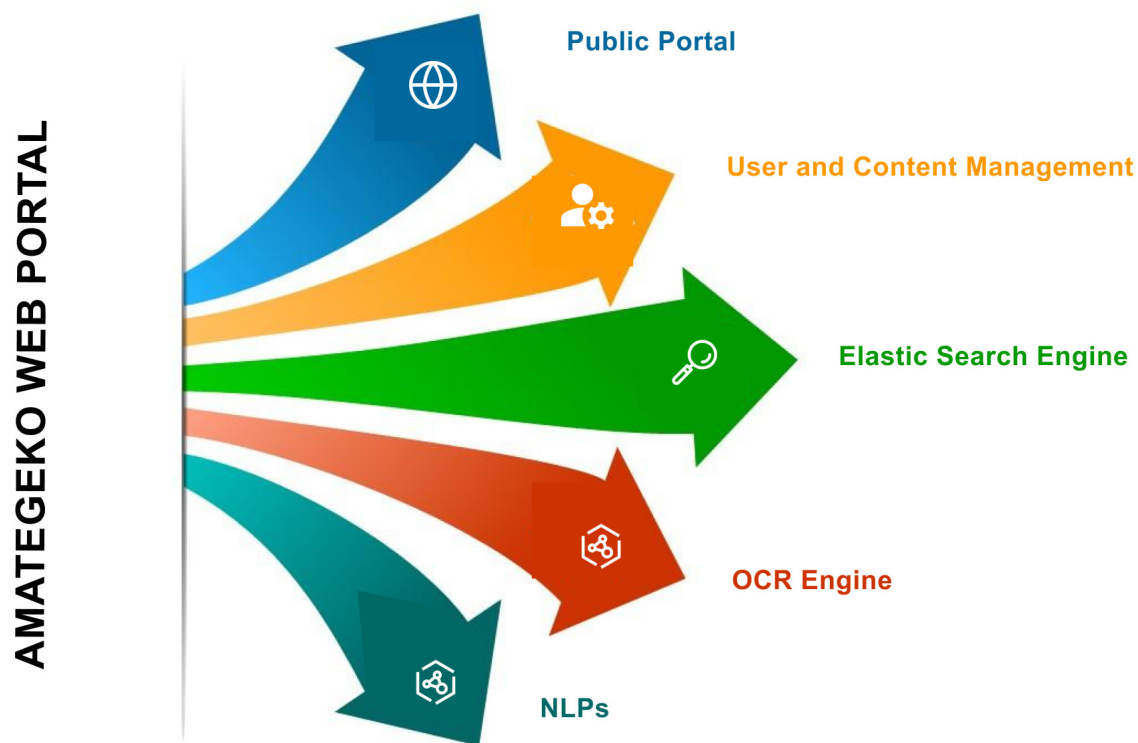 AMATEGEKO WEB PORTAL
Public Portal
User and Content Management
Elastic Search Engine
OCR Engine
NLPs